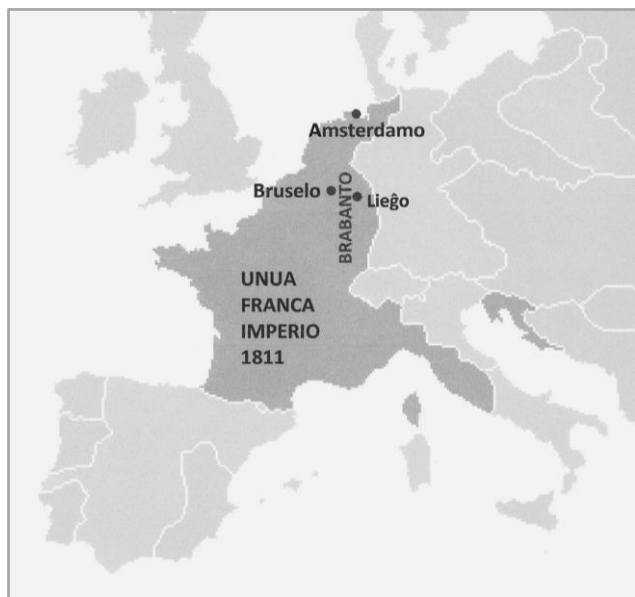 Amsterdamo
Bruselo
Lieĝo
BRABANTO
UNUA
FRANCA
IMPERIO
1811